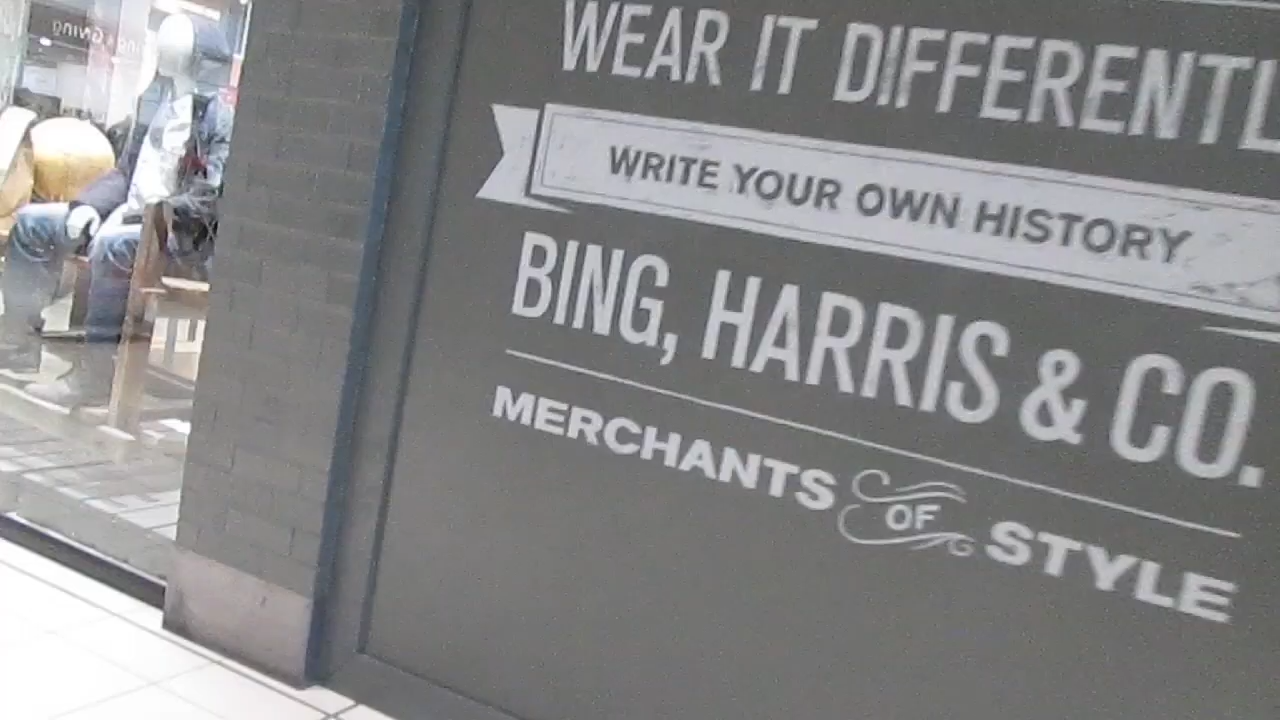 WEAR IT DIFFERENTL
WRITE YOUR OWN HISTORY
BING, HARRIS & CO.
MERCHANTS OF STYLE